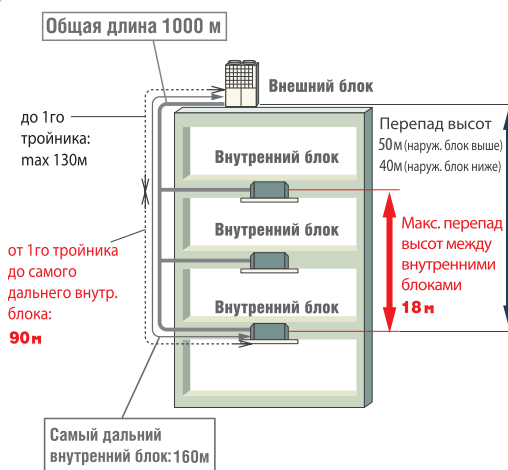 Общая длина 1000 м
Внешний блок
до 1го
тройника:
max 130м
Перепад высот
50м (наруж. блок выше)
40м (наруж. блок ниже)
Внутренний блок
Внутренний блок
Внутренний блок
от 1го тройника
до самого
дальнего внутр.
блока:
90м
Макс. перепад
высот между
внутренними
блоками
18м
Самый дальний
внутренний блок: 160м